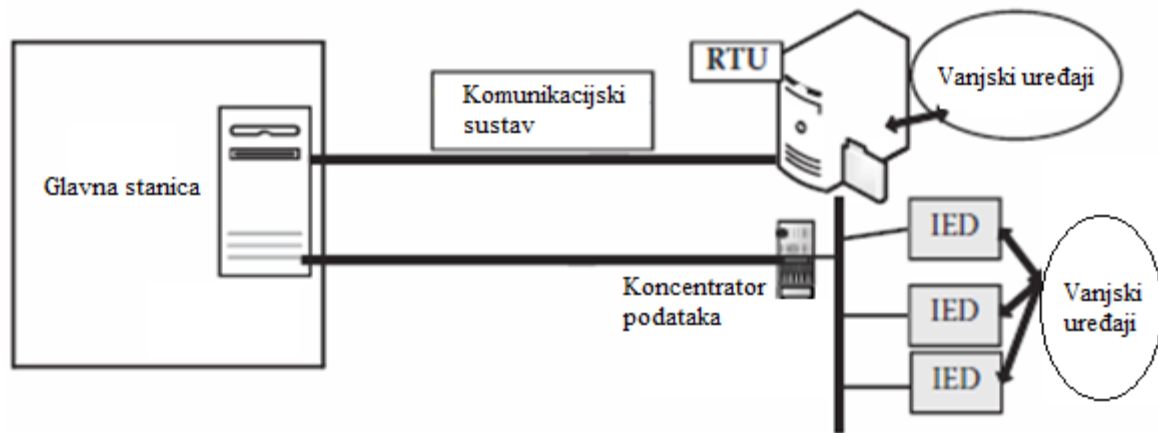 RTU
Vanjski uređaji
Komunikacijski
sustav
Glavna stanica
IED
Koncentrator
podataka
IED
Vanjski
uređaji
IED